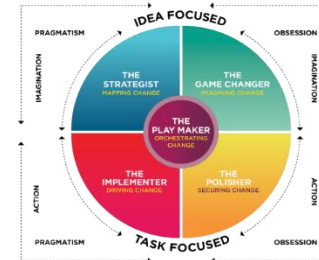 IDEA FOCUSED
PRAGMATISM
OBSESSION
IMAGINATION
IMAGINATION
THE
STRATEGIST
MAPPING CHANGE
THE
GAME CHANGER
IMAGINING CHANGE
THE
PLAY MAKER
ORCHESTRATING
CHANGE
THE
IMPLEMENTER
DRIVING CHANGE
THE
POLISHER
SECURING CHANGE
ACTION
ACTION
PRAGMATISM
OBSESSION
TASK FOCUSED